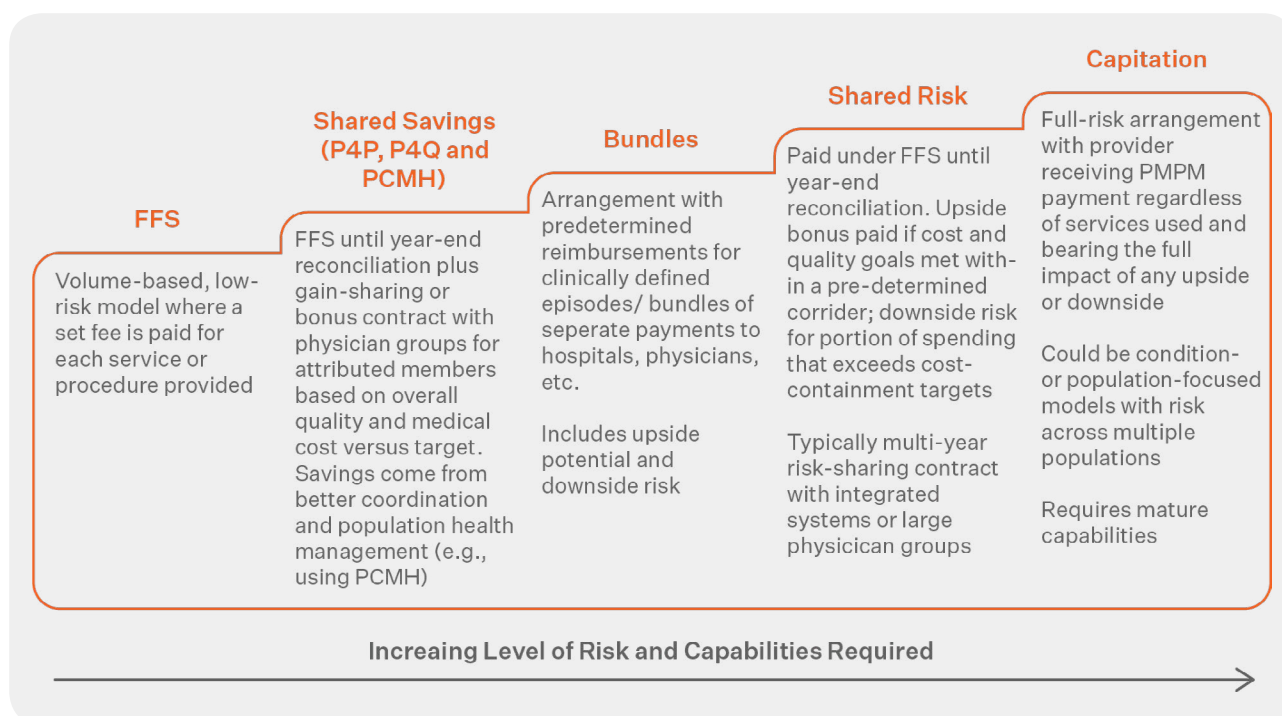 FFS
Volume-based, low-
risk model where a
set fee is paid for
each service or
procedure provided
Shared Savings
(P4P, P4Q and
PCMH)
FFS until year-end
reconciliation plus
gain-sharing or
bonus contract with
physician groups for
attributed members
based on overall
quality and medical
cost versus target.
Savings come from
better coordination
and population health
management (e.g.,
using PCMH)
Bundles
Arrangement with
predetermined
reimbursements for
clinically defined
episodes/ bundles of
seperate payments to
hospitals, physicians,
etc.
Includes upside
potential and
downside risk
Shared Risk
Paid under FFS until
year-end
reconciliation. Upside
bonus paid if cost and
quality goals met with-
in a pre-determined
corrider; downside risk
for portion of spending
that exceeds cost-
containment targets
Typically multi-year
risk-sharing contract
with integrated
systems or large
physicican groups
Capitation
Full-risk arrangement
with provider
receiving PMPM
payment regardless
of services used and
bearing the full
impact of any upside
or downside
Could be condition-
or population-focused
models with risk
across multiple
populations
Requires mature
capabilities
Increaing Level of Risk and Capabilities Required